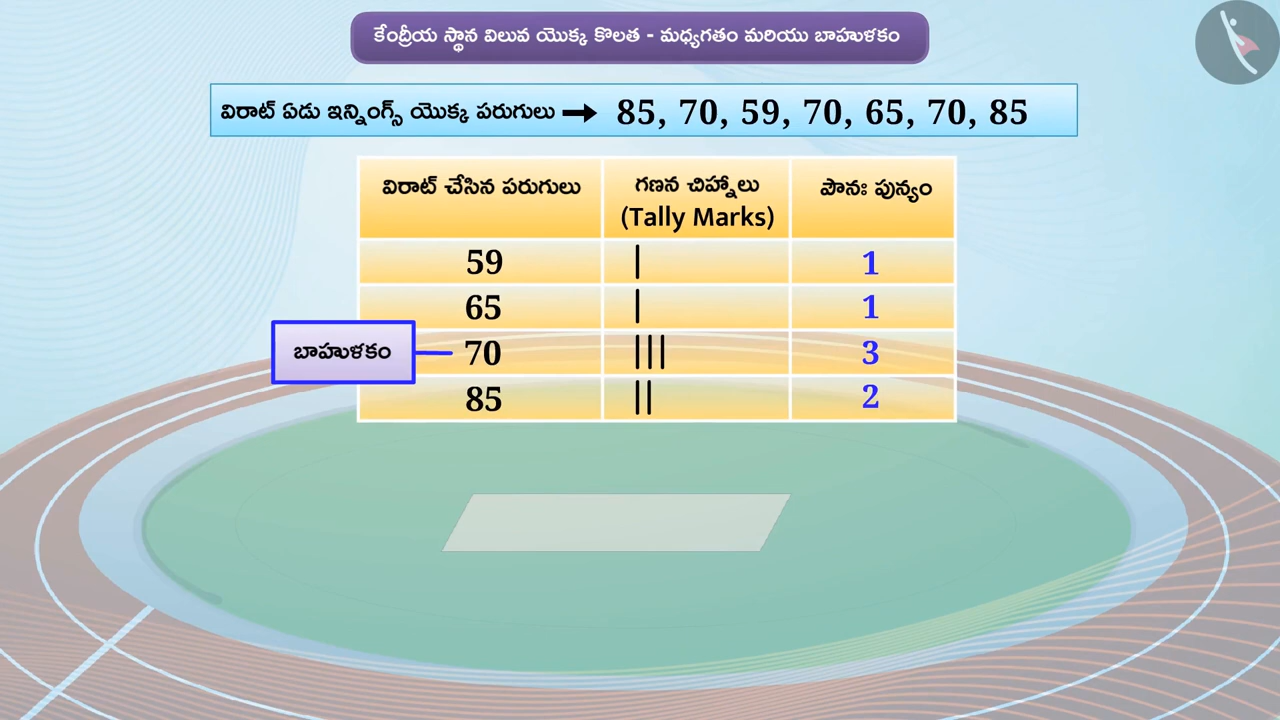 కేంద్రీయ స్థాన విలువ యొక్క కొలత - మధ్యగతం మరియు బాహుళకం
విరాట్ ఏడు ఇన్నింగ్స్ యొక్క పరుగులు → 85, 70, 59, 70, 65, 70, 85
విరాట్ చేసిన పరుగులు గణన చిహ్నాలు (Tally Marks) పౌనః పున్యం
59 | 1
65 | 1
బాహుళకం 70 ||| 3
85 || 2